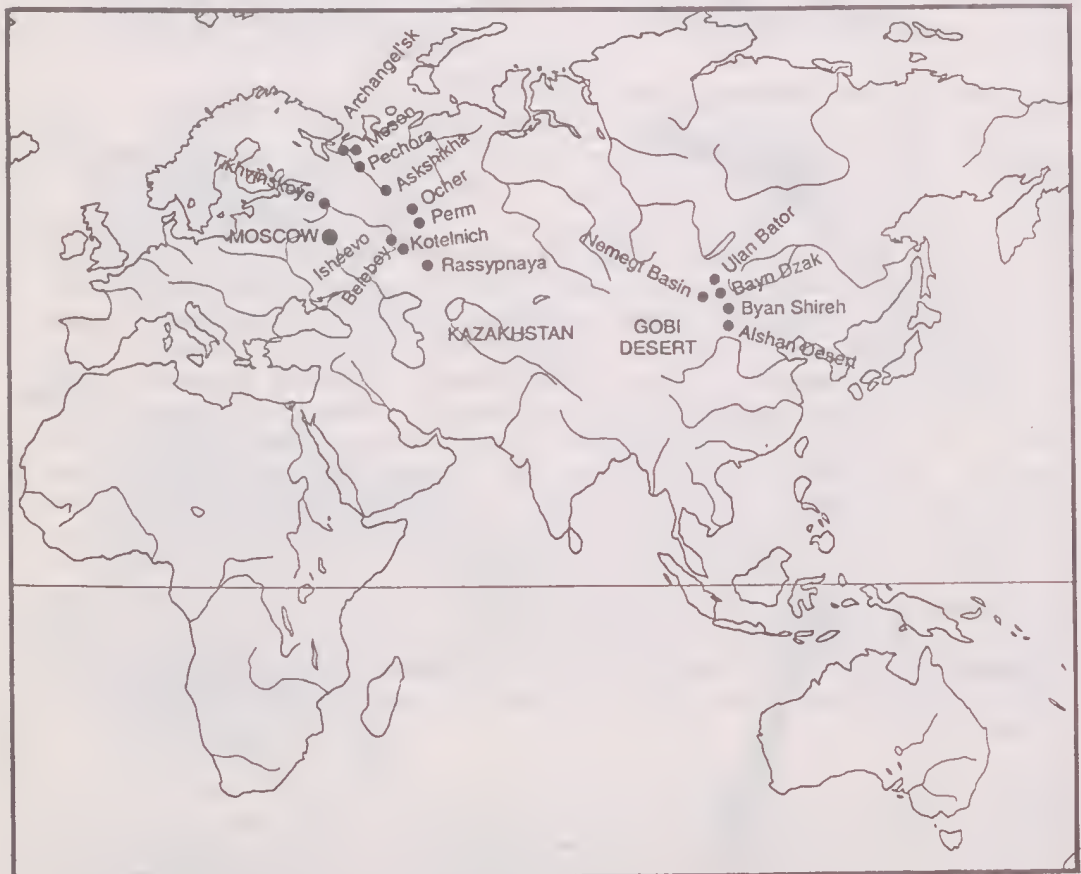 Archangel'sk
Mesen
Pechora
Askshikha
Tikhvinskoye
Ocher
Perm
MOSCOW
Isheevo
Kotelnich
Belebey
Rassypnaya
Ulan Bator
Nemegt Basin
Bayn Dzak
Byan Shireh
KAZAKHSTAN
GOBI
DESERT
Alshan Desert